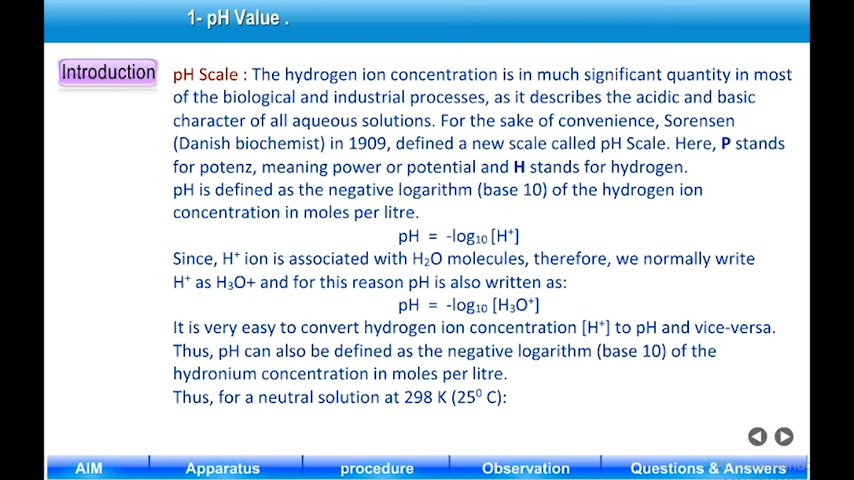 1- pH Value .
Introduction
pH Scale : The hydrogen ion concentration is in much significant quantity in most
of the biological and industrial processes, as it describes the acidic and basic
character of all aqueous solutions. For the sake of convenience, Sorensen
(Danish biochemist) in 1909, defined a new scale called pH Scale. Here, P stands
for potenz, meaning power or potential and H stands for hydrogen.
pH is defined as the negative logarithm (base 10) of the hydrogen ion
concentration in moles per litre.
pH = -log₁₀ [H⁺]
Since, H⁺ ion is associated with H₂O molecules, therefore, we normally write
H⁺ as H₃O+ and for this reason pH is also written as:
pH = -log₁₀ [H₃O⁺]
It is very easy to convert hydrogen ion concentration [H⁺] to pH and vice-versa.
Thus, pH can also be defined as the negative logarithm (base 10) of the
hydronium concentration in moles per litre.
Thus, for a neutral solution at 298 K (25⁰ C):
AIM Apparatus procedure Observation Questions & Answers